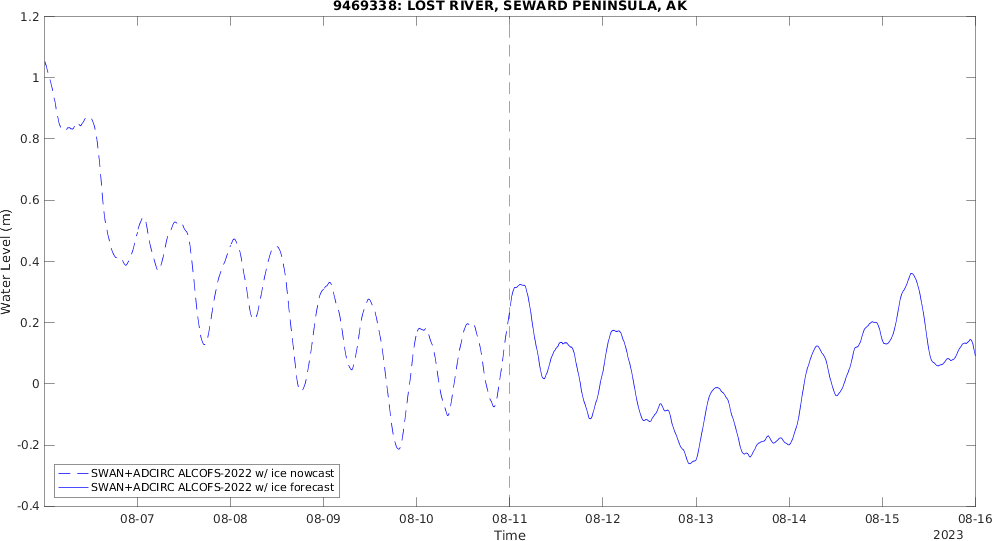 9469338: LOST RIVER, SEWARD PENINSULA, AK
1.2
1
0.8
0.6
0.4
0.2
0
-0.2
-0.4
Water Level (m)
SWAN+ADCIRC ALCOFS-2022 w/ ice nowcast
SWAN+ADCIRC ALCOFS-2022 w/ ice forecast
08-07 08-08 08-09 08-10 08-11 08-12 08-13 08-14 08-15 08-16
Time
2023